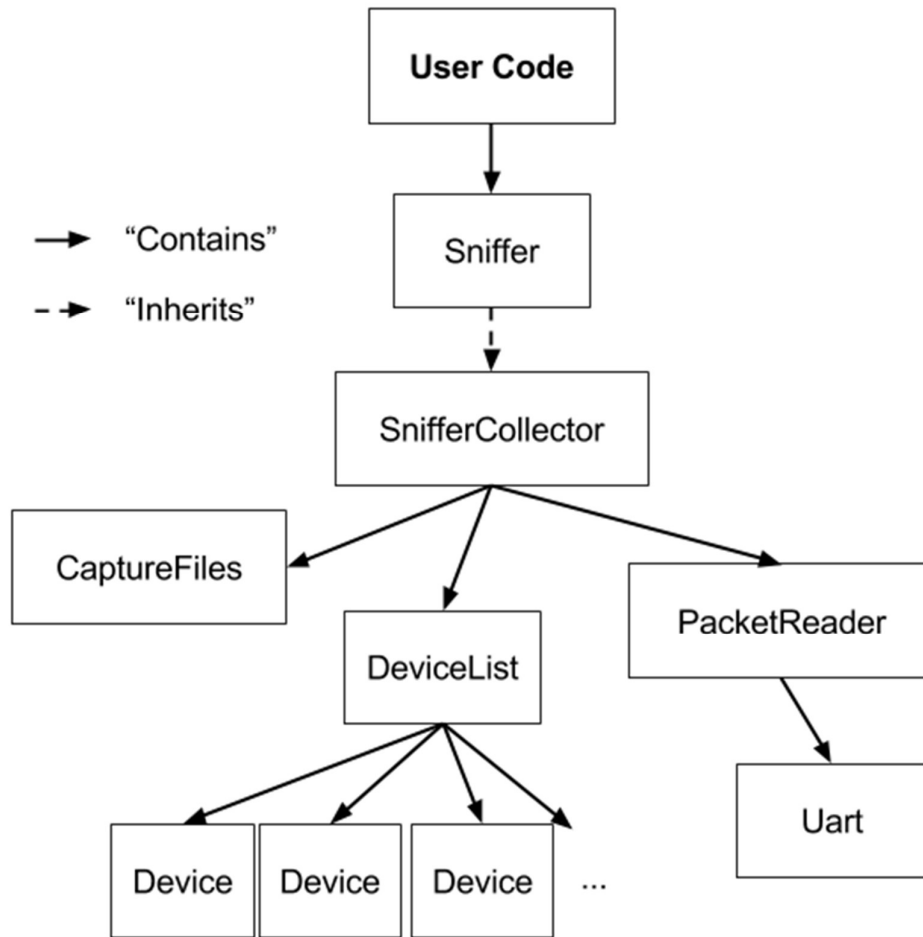 User Code
“Contains”
Sniffer
“Inherits”
SnifferCollector
CaptureFiles
PacketReader
DeviceList
Uart
Device
Device
Device
...